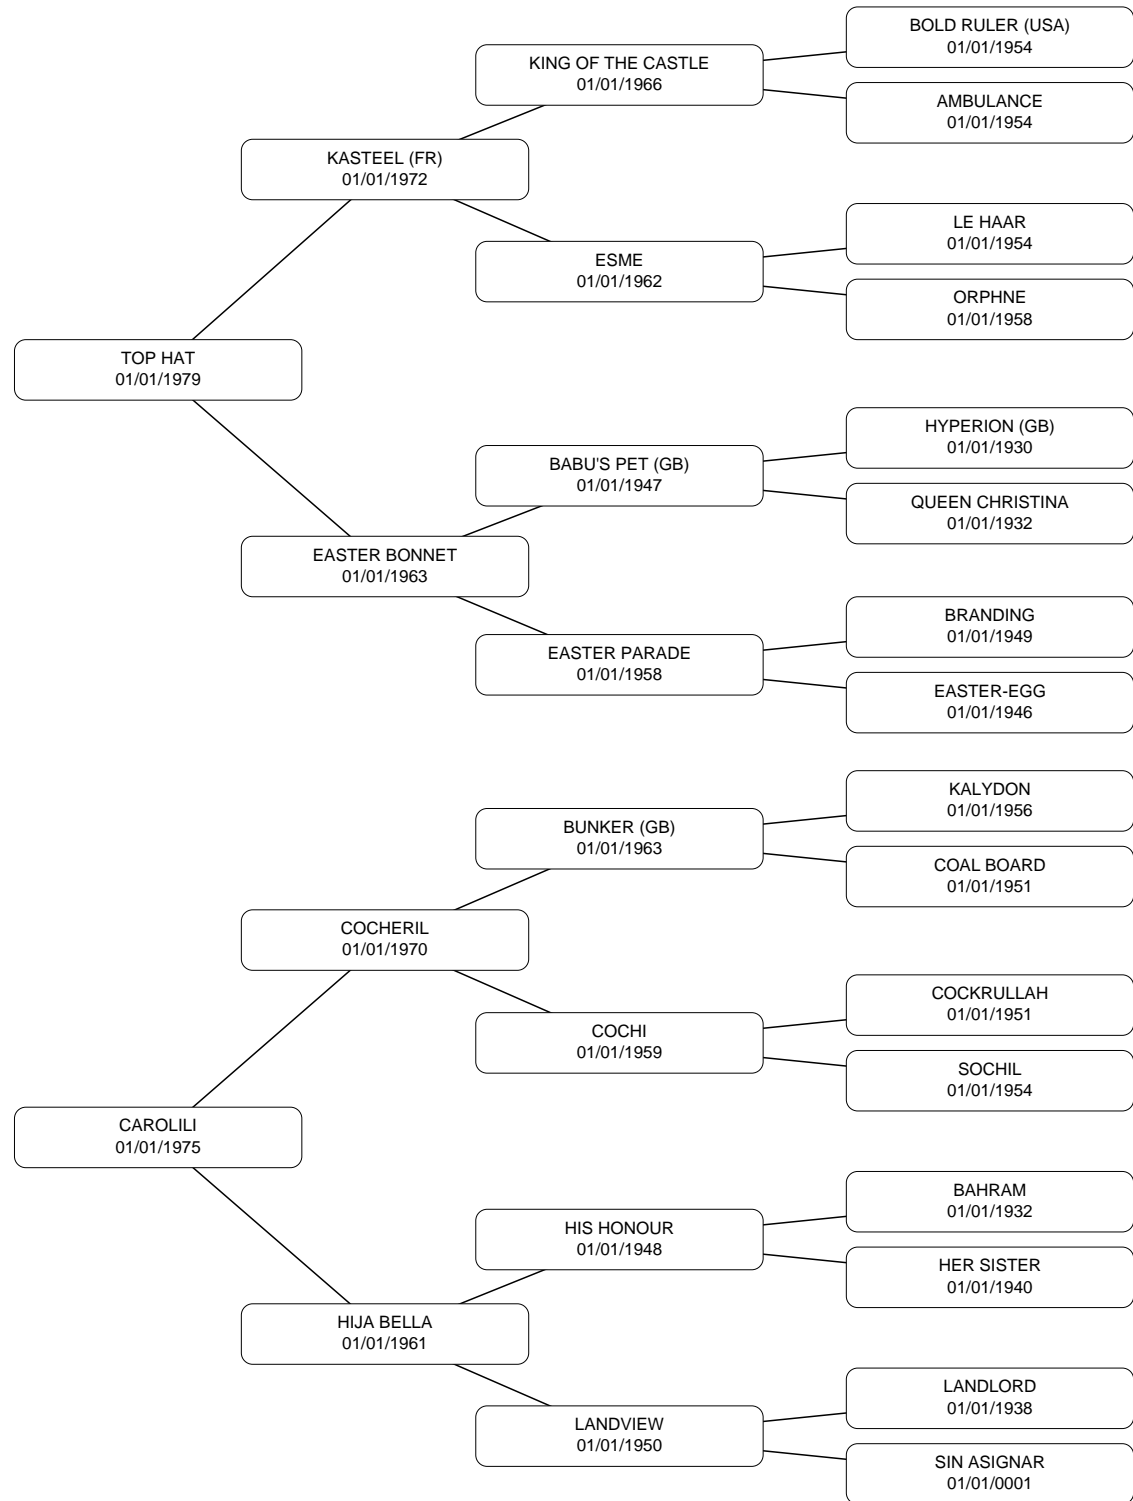 BOLD RULER (USA)
01/01/1954
KING OF THE CASTLE
01/01/1966
AMBULANCE
01/01/1954
KASTEEL (FR)
01/01/1972
LE HAAR
01/01/1954
ESME
01/01/1962
ORPHNE
01/01/1958
TOP HAT
01/01/1979
HYPERION (GB)
01/01/1930
BABU'S PET (GB)
01/01/1947
QUEEN CHRISTINA
01/01/1932
EASTER BONNET
01/01/1963
BRANDING
01/01/1949
EASTER PARADE
01/01/1958
EASTER-EGG
01/01/1946
KALYDON
01/01/1956
BUNKER (GB)
01/01/1963
COAL BOARD
01/01/1951
COCHERIL
01/01/1970
COCKRULLAH
01/01/1951
COCHI
01/01/1959
SOCHIL
01/01/1954
CAROLILI
01/01/1975
BAHRAM
01/01/1932
HIS HONOUR
01/01/1948
HER SISTER
01/01/1940
HIJA BELLA
01/01/1961
LANDLORD
01/01/1938
LANDVIEW
01/01/1950
SIN ASIGNAR
01/01/0001